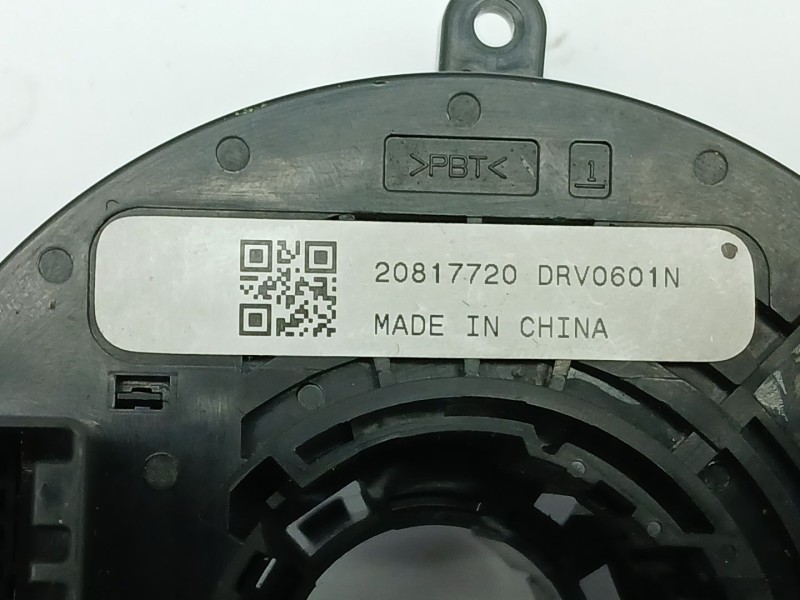 >PBT<
1
20817720 DRV0601N
MADE IN CHINA